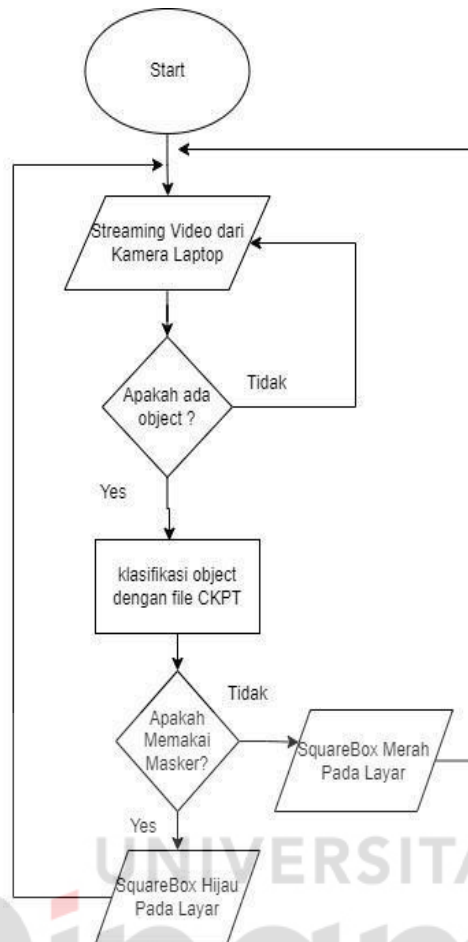 Start
Streaming Video dari
Kamera Laptop
Apakah ada
object ?
Tidak
Yes
klasifikasi object
dengan file CKPT
Apakah
Memakai
Masker?
Tidak
SquareBox Merah
Pada Layar
Yes
SquareBox Hijau
Pada Layar
UNIVERSITA